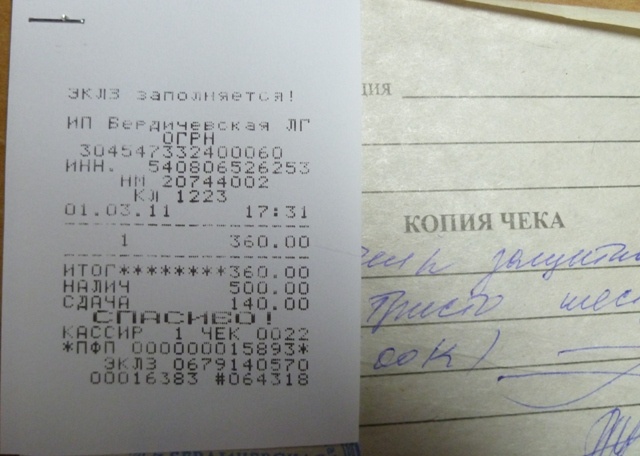 ЭКЛЗ заполняется!
ИП Бердичевская ЛГ
ОГРН
304547332400060
ИНН. 540806526253
НМ 20744002
КЛ 1223
01.03.11 17:31
1 360.00
ИТОГ********360.00
НАЛИЧ 500.00
СДАЧА 140.00
СПАСИБО!
КАССИР 1 ЧЕК 0022
*ПФП 000000015893*
ЭКЛЗ 0679140570
00016383 #064318
ция
КОПИЯ ЧЕКА